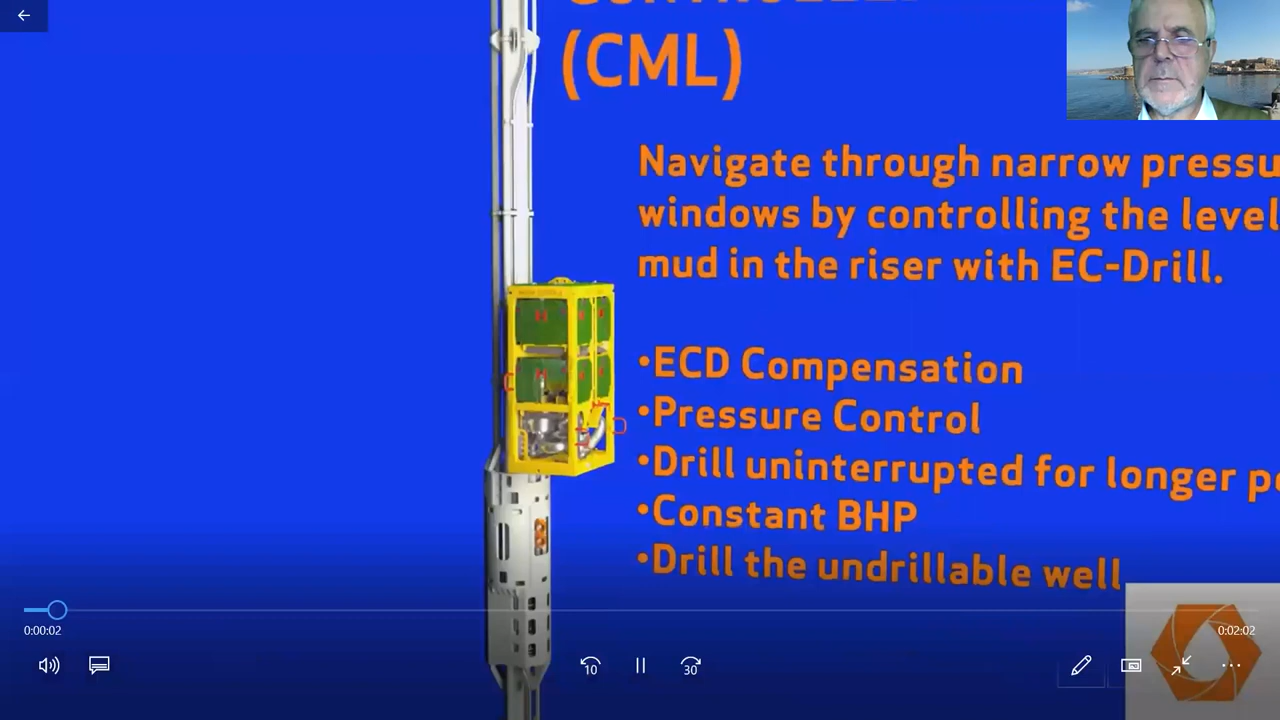 (CML)
Navigate through narrow pressu
windows by controlling the level
mud in the riser with EC-Drill.
•ECD Compensation
•Pressure Control
•Drill uninterrupted for longer pe
•Constant BHP
•Drill the undrillable well
0:00:02
0:02:02
10
30